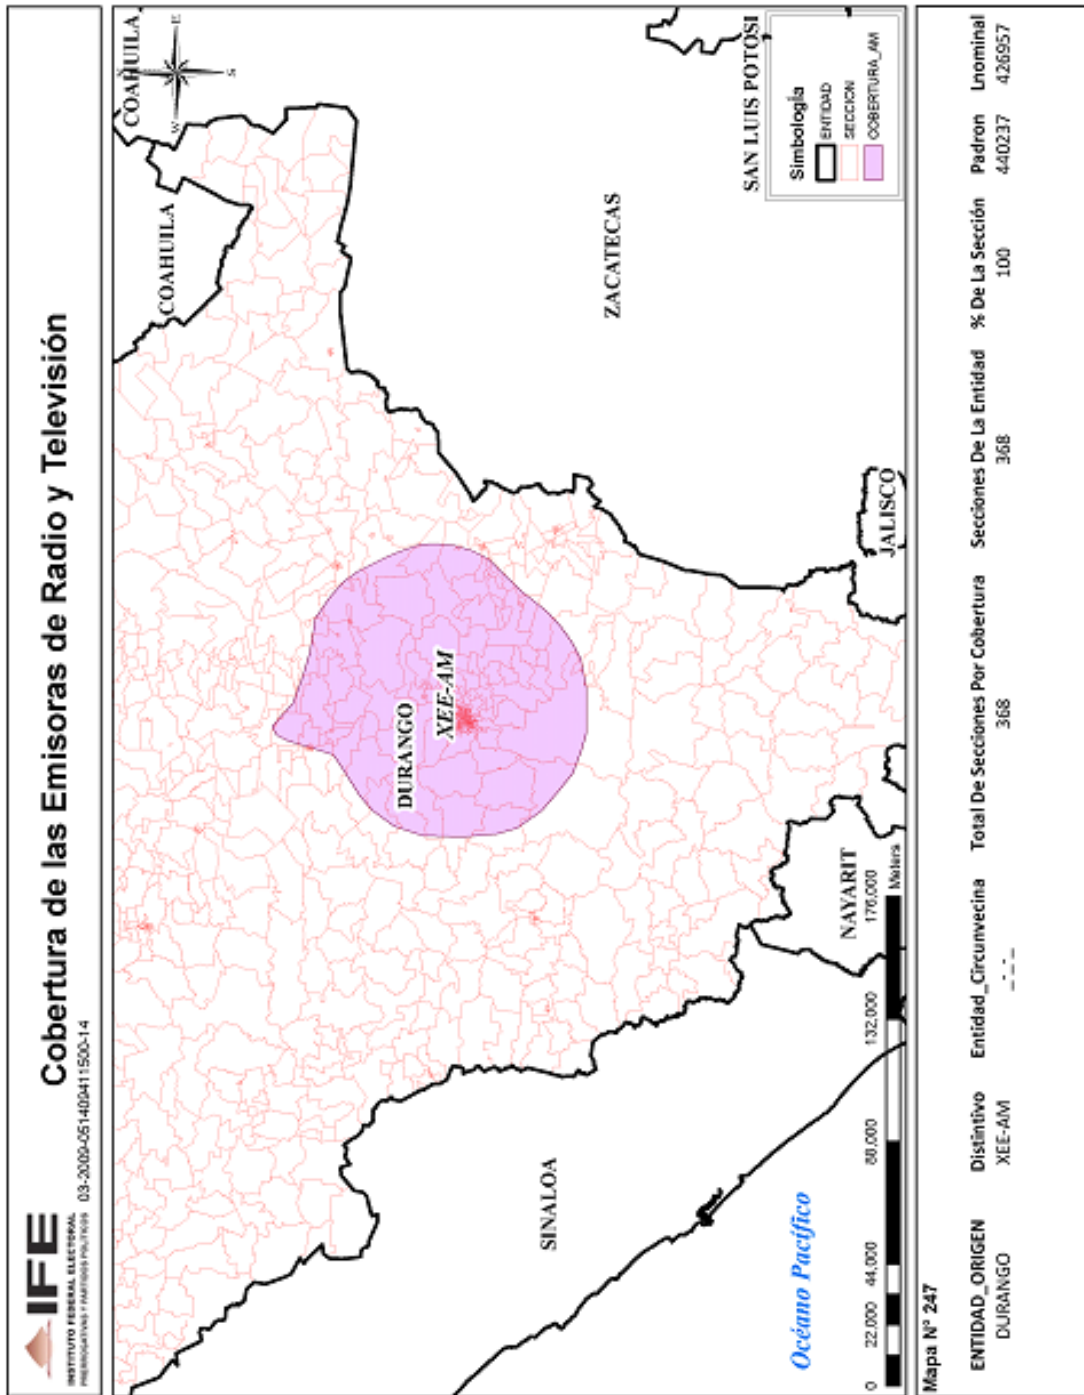 Cobertura de las Emisoras de Radio y Televisión
IFE
INSTITUTO FEDERAL ELECTORAL
PRERROGATIVAS Y PARTIDOS POLÍTICOS
03-2009-051409411500-14
COAHUILA
COAHUILA
E
S
W
SAN LUIS POTOSI
ZACATECAS
DURANGO
XEE-AM
JALISCO
NAYARIT
SINALOA
Océano Pacífico
Simbología
ENTIDAD
SECCION
COBERTURA_AM
0 22,000 44,000 88,000 132,000 176,000
Meters
Mapa N° 247
ENTIDAD_ORIGEN Distintivo Entidad_Circunvecina Total De Secciones Por Cobertura Secciones De La Entidad % De La Sección Padron Lnominal
DURANGO XEE-AM _ _ _ 368 368 100 440237 426957